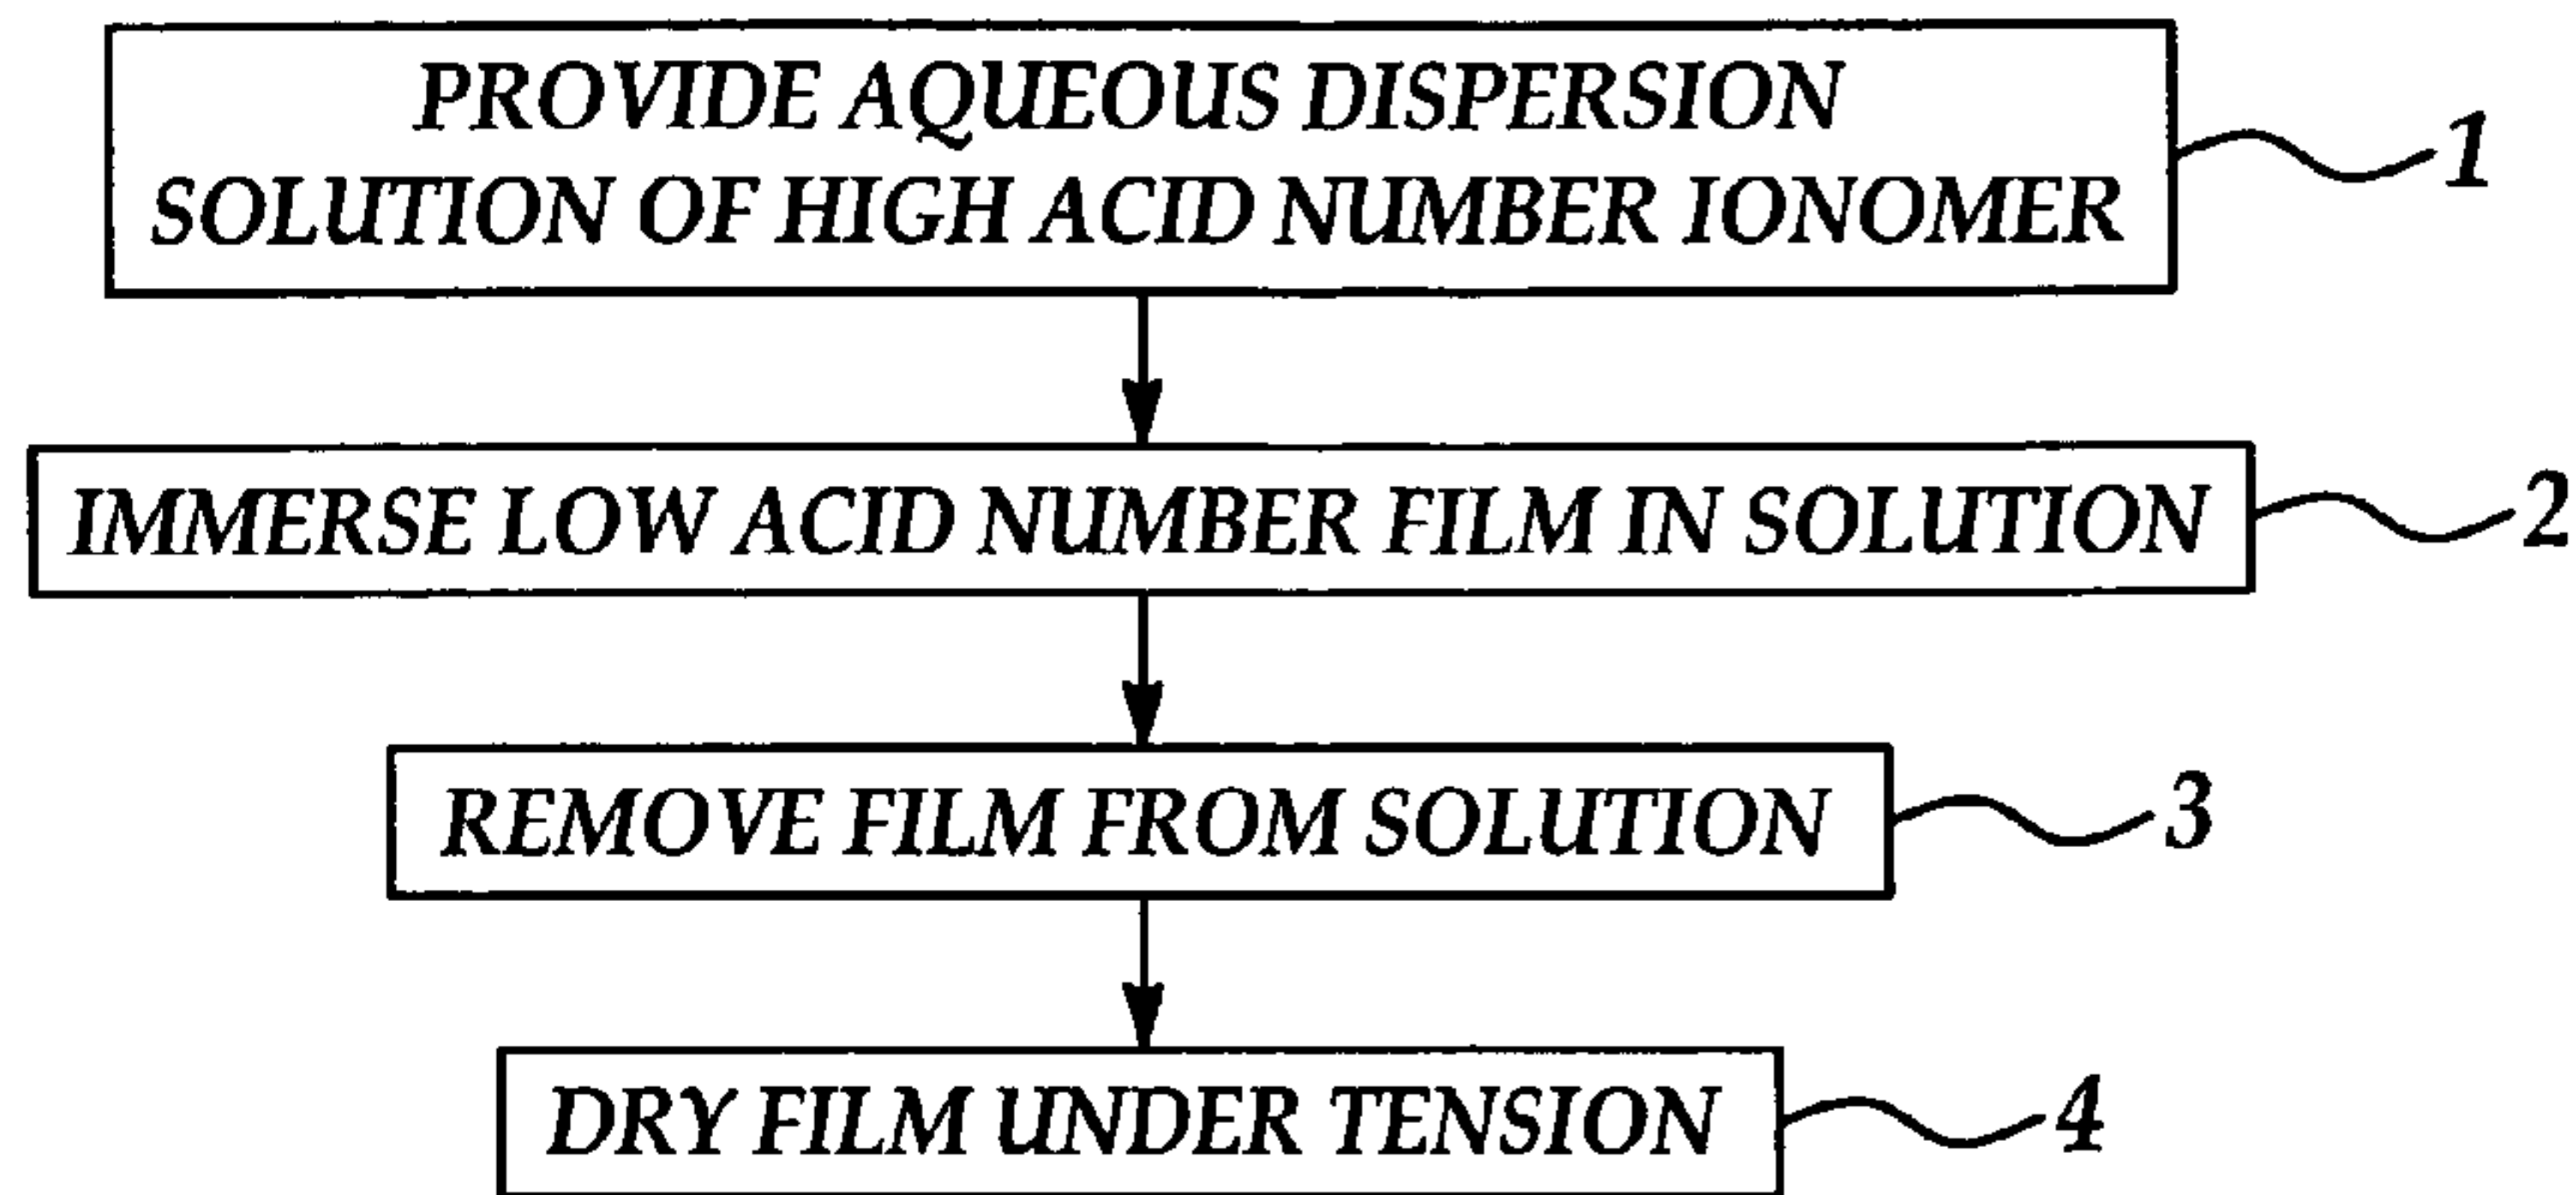 PROVIDE AQUEOUS DISPERSION
SOLUTION OF HIGH ACID NUMBER IONOMER
1
IMMERSE LOW ACID NUMBER FILM IN SOLUTION
2
REMOVE FILM FROM SOLUTION
3
DRY FILM UNDER TENSION
4